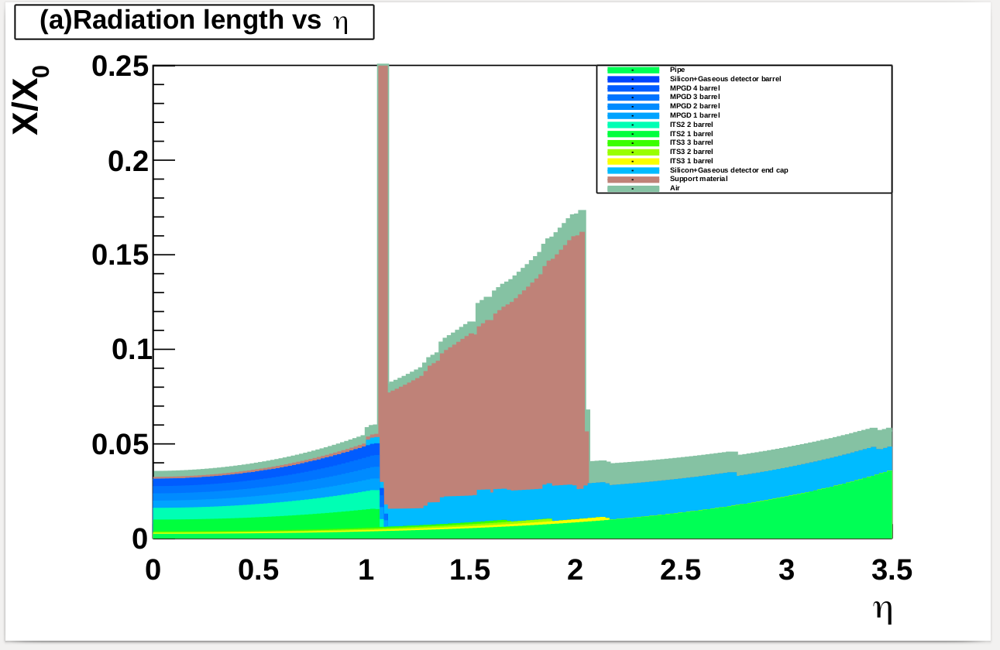 (a)Radiation length vs η
X/X0
0.25
0.2
0.15
0.1
0.05
0
Pipe
Silicon+Gaseous detector barrel
MPGD 4 barrel
MPGD 3 barrel
MPGD 2 barrel
MPGD 1 barrel
ITS2 2 barrel
ITS2 1 barrel
ITS3 3 barrel
ITS3 2 barrel
ITS3 1 barrel
Silicon+Gaseous detector end cap
Support material
Air
0 0.5 1 1.5 2 2.5 3 3.5
η